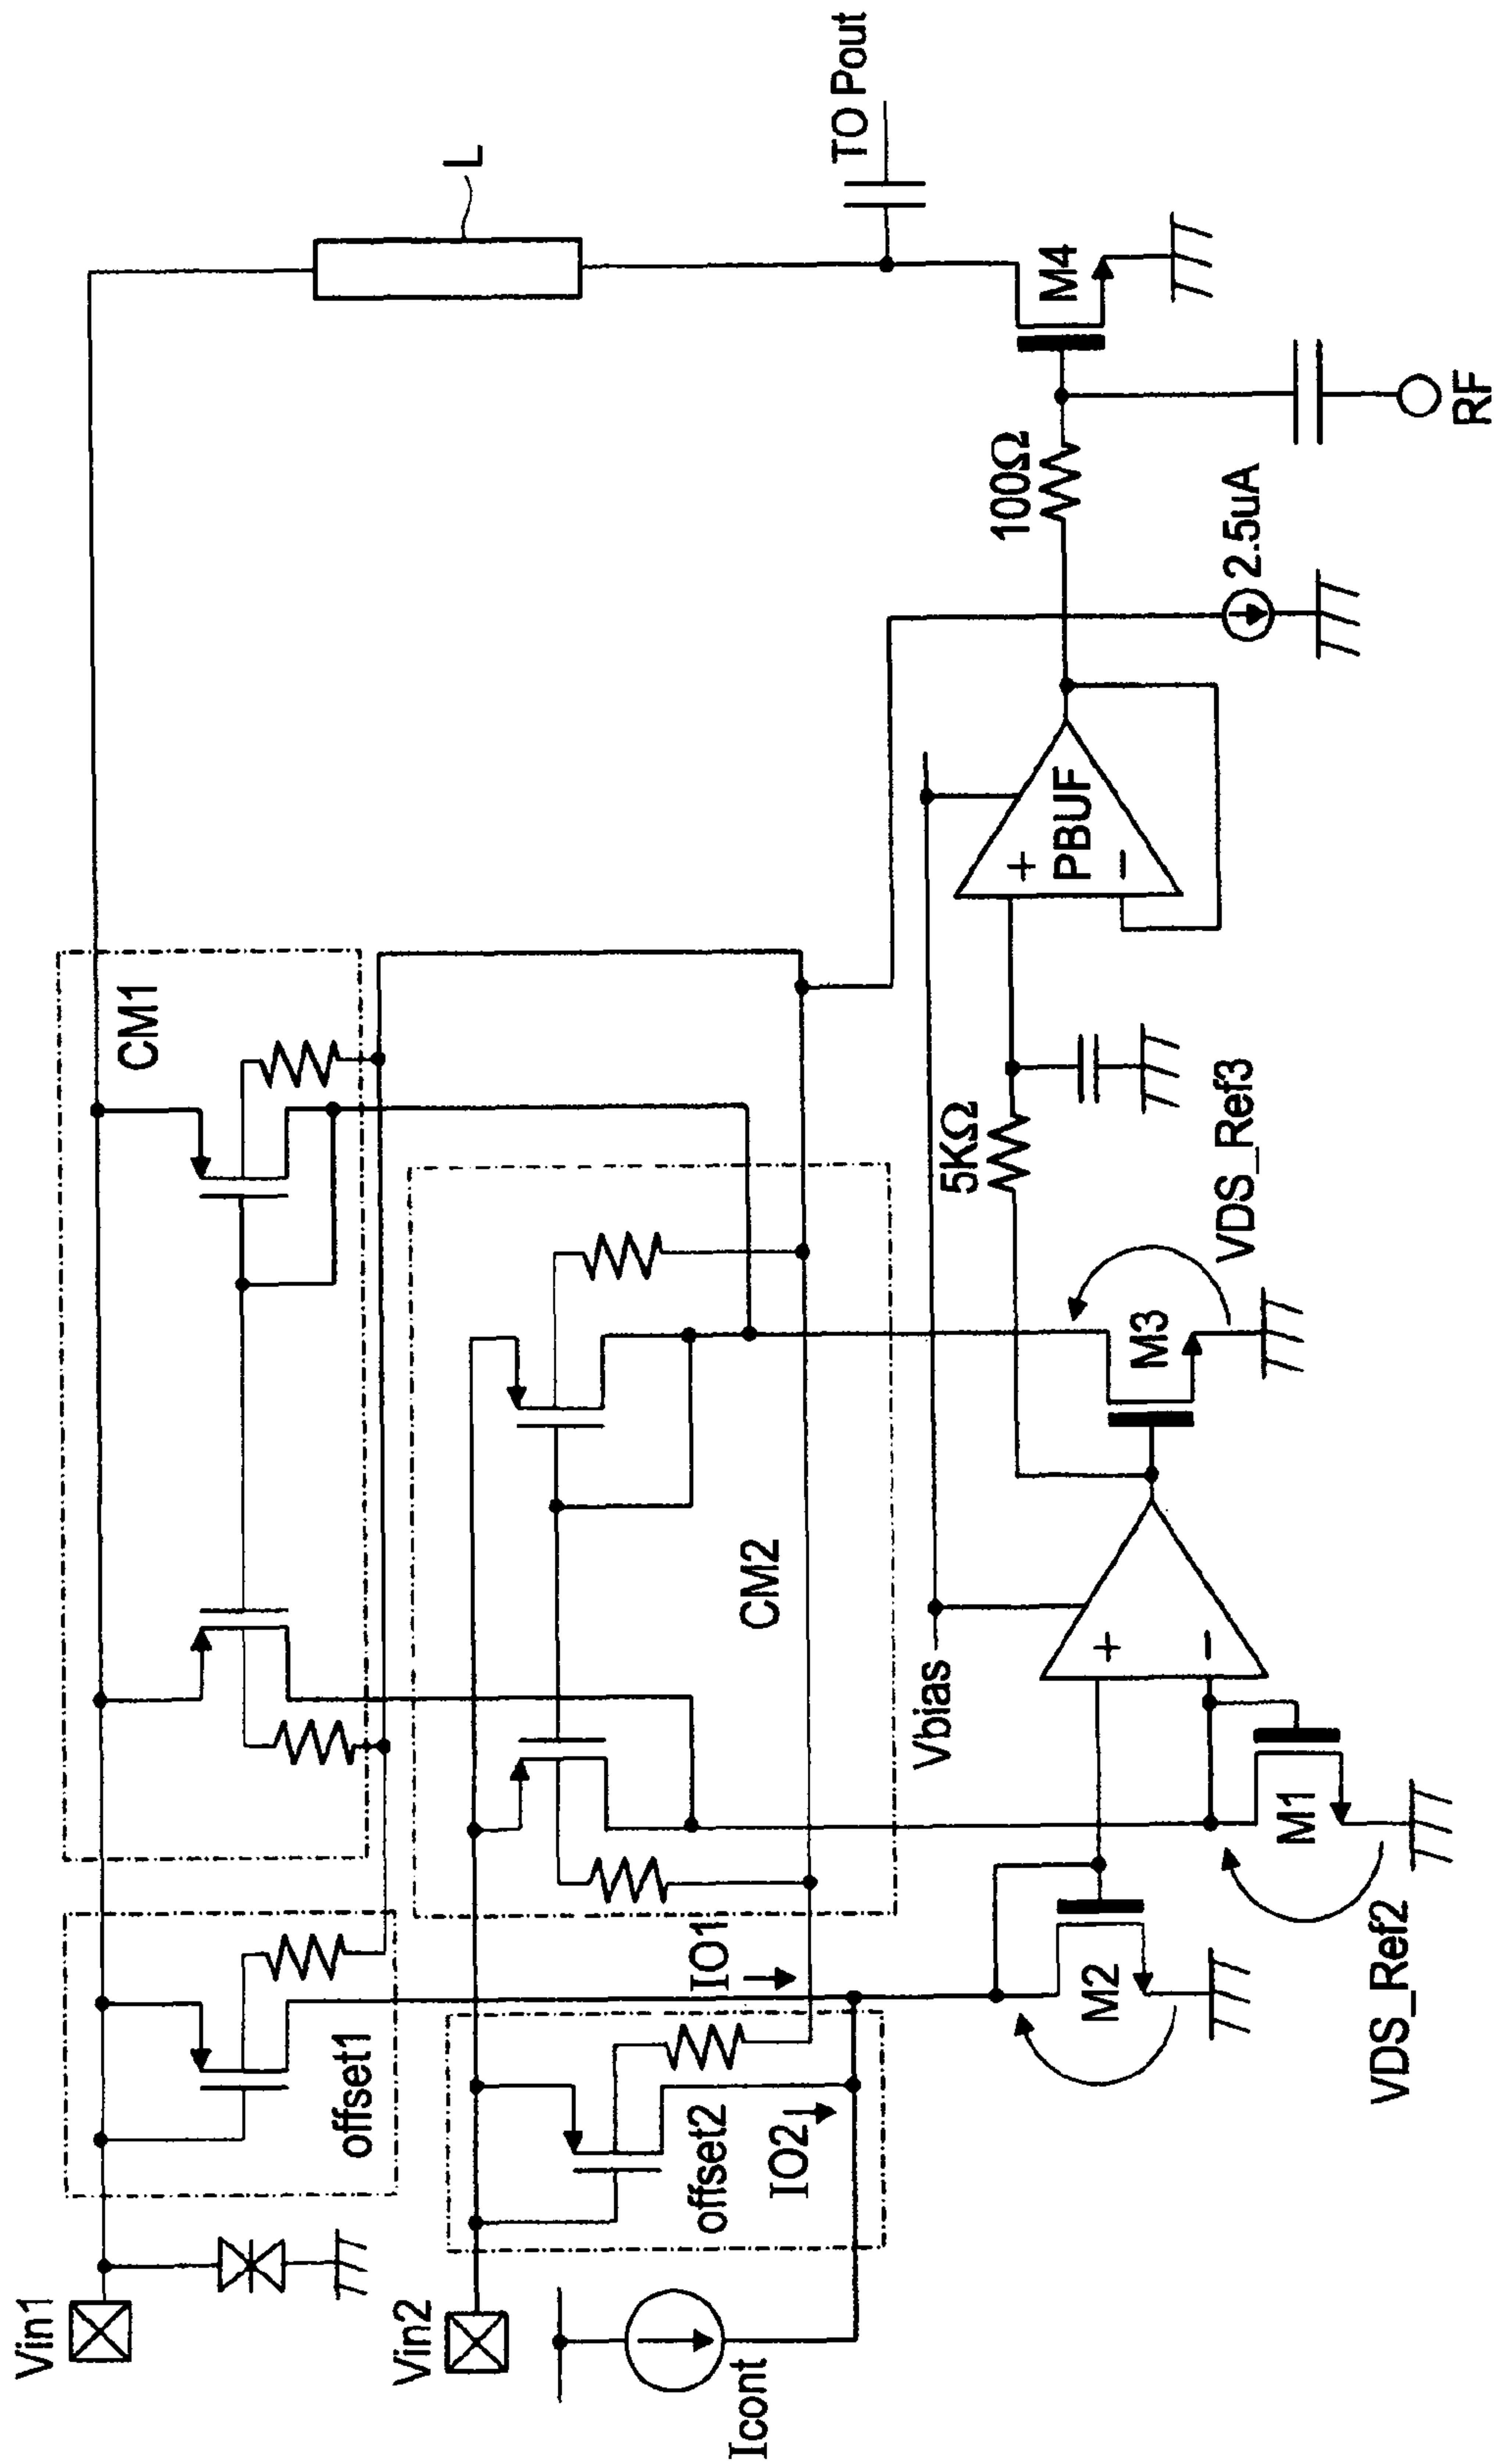 Vin1
offset1
CM1
L
TO Pout
Vin2
offset2
IO2
IO1
CM2
Icont
Vbias
M2
VDS_Ref2
M1
+
−
M3
VDS_Ref3
5KΩ
+
PBUF
−
2.5uA
100Ω
M4
RF